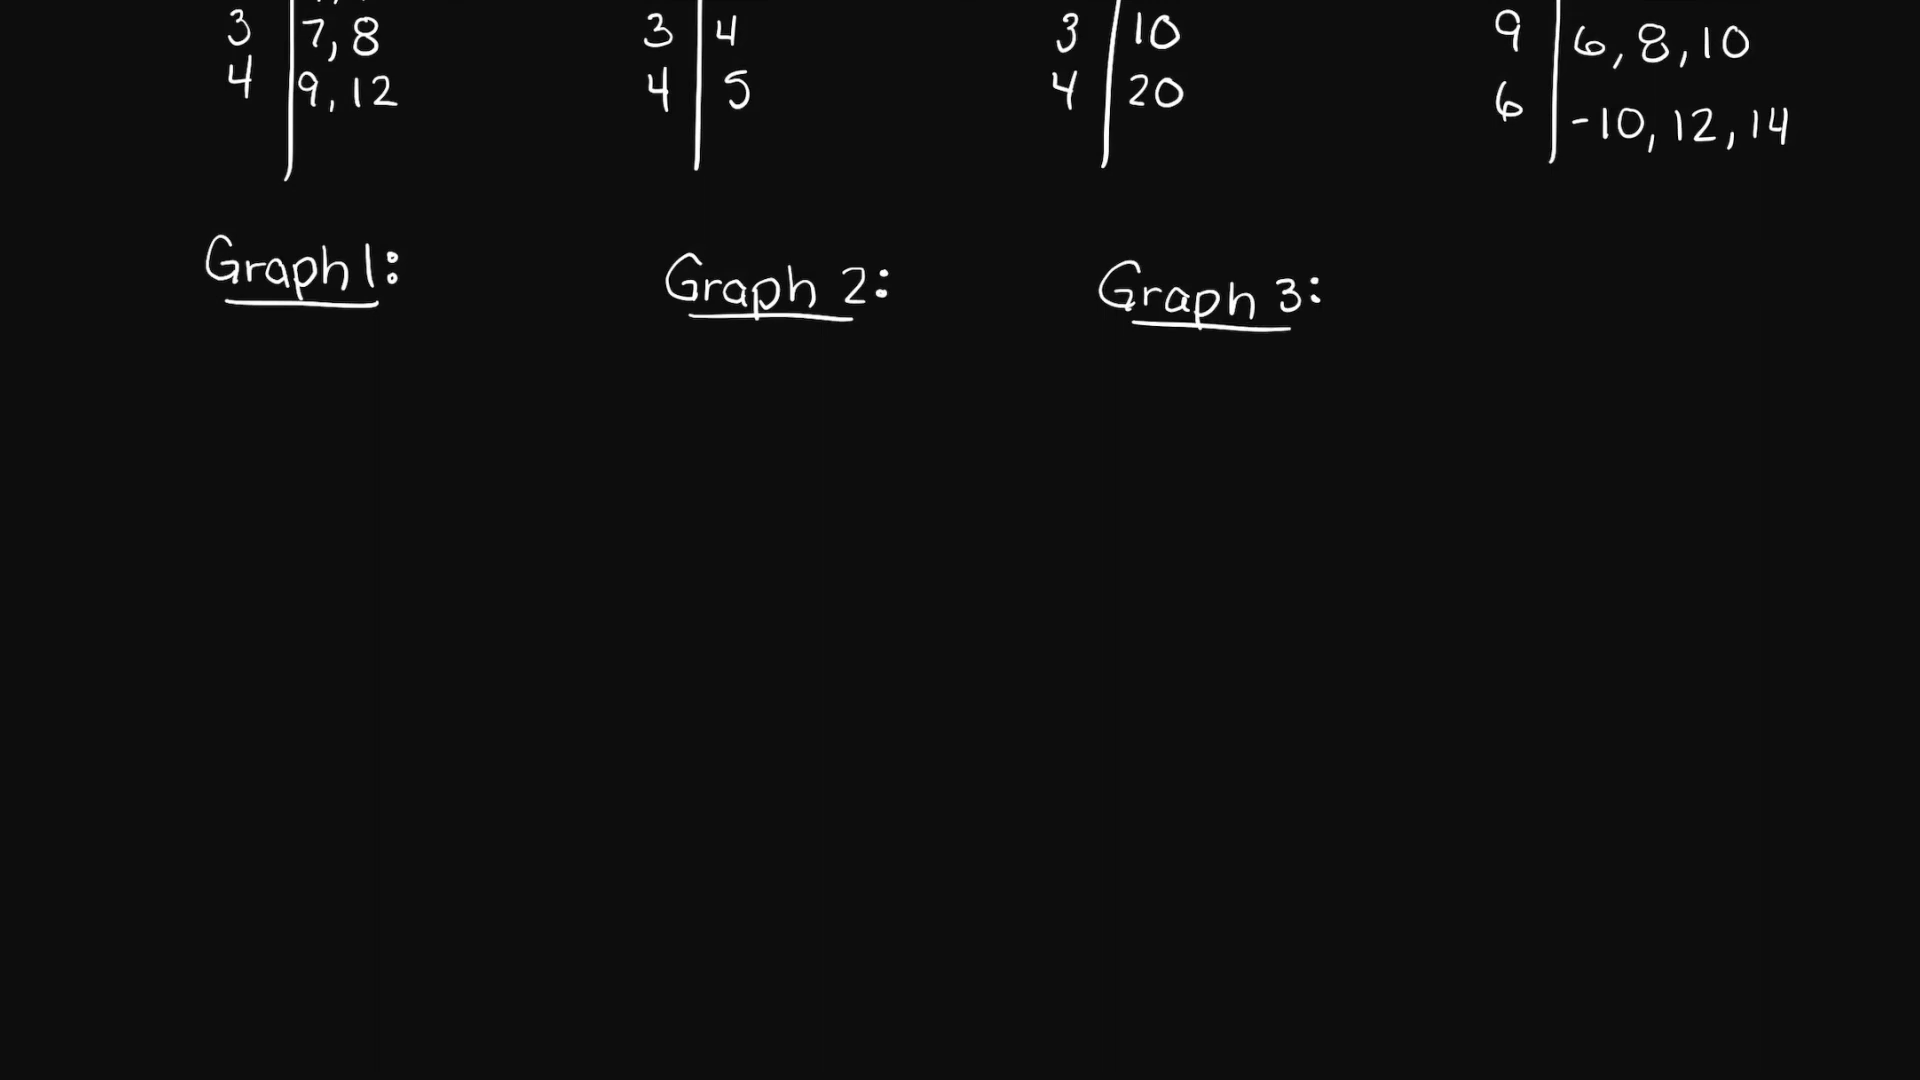 3 | 7, 8
4 | 9, 12
3 | 4
4 | 5
3 | 10
4 | 20
9 | 6, 8, 10
6 | -10, 12, 14
Graph 1:
Graph 2:
Graph 3: